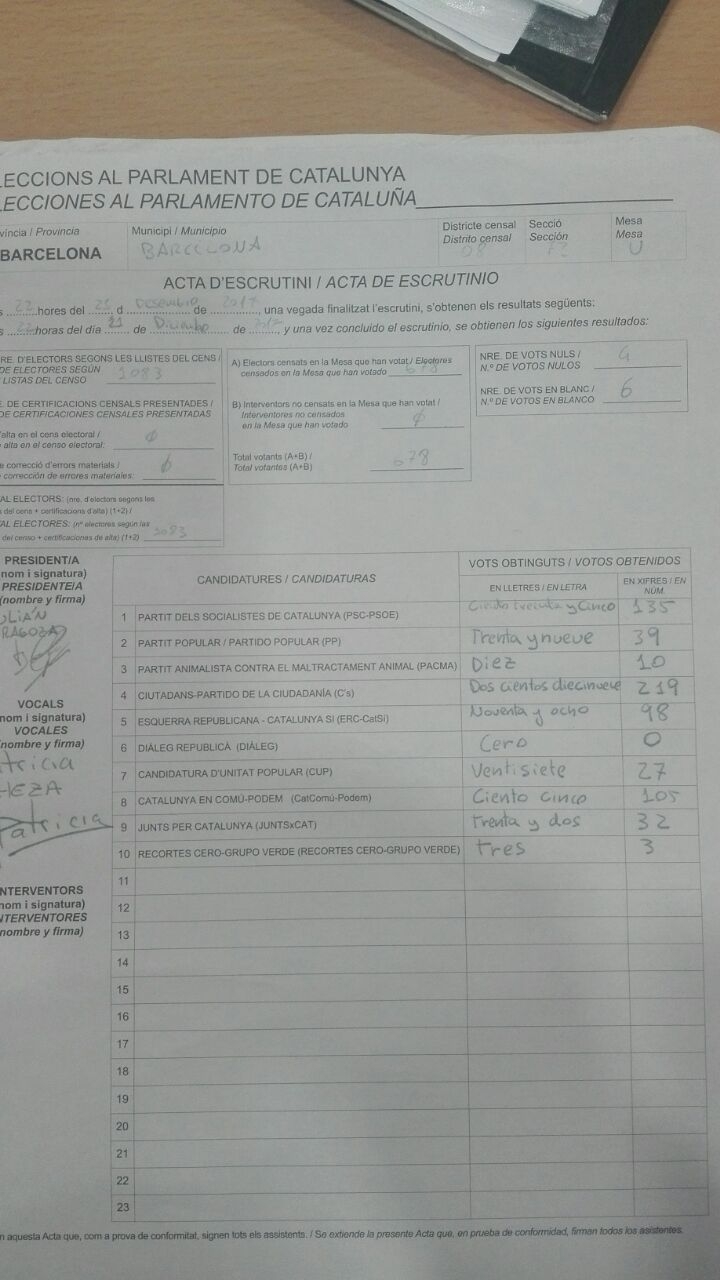 LECCIONS AL PARLAMENT DE CATALUNYA
LECCIONES AL PARLAMENTO DE CATALUÑA
víncia / Provincia
BARCELONA
Municipi / Municipio
BARCELONA
Districte censal
Distrito censal
08
Secció
Sección
Mesa
Mesa
U
ACTA D'ESCRUTINI / ACTA DE ESCRUTINIO
s 22 hores del 21 d Desembre de 2017, una vegada finalitzat l'escrutini, s'obtenen els resultats següents:
s 22 horas del día 21 de Diciembre de 2017 y una vez concluido el escrutinio, se obtienen los siguientes resultados:
RE. D'ELECTORS SEGONS LES LLISTES DEL CENS /
DE ELECTORES SEGÚN
LISTAS DEL CENSO 1083
. DE CERTIFICACIONS CENSALS PRESENTADES /
DE CERTIFICACIONES CENSALES PRESENTADAS
'alta en el cens electoral /
alta en el censo electoral: 0
e correcció d'errors materials /
corrección de errores materiales: 0
AL ELECTORS: (nre. d'electors segons les
del cens + certificacions d'alta) (1+2) /
AL ELECTORES: (nº electores según las
del censo + certificaciones de alta) (1+2) 1083
A) Electors censats en la Mesa que han votat / Electores
censados en la Mesa que han votado 678
B) Interventors no censats en la Mesa que han votat /
Interventores no censados
en la Mesa que han votado 0
Total votants (A+B) /
Total votantes (A+B) 678
NRE. DE VOTS NULS /
N.º DE VOTOS NULOS 4
NRE. DE VOTS EN BLANC /
N.º DE VOTOS EN BLANCO 6
PRESIDENT/A
nom i signatura)
PRESIDENTE/A
(nombre y firma)
ULIÁN
RAGOZA
VOCALS
nom i signatura)
VOCALES
(nombre y firma)
tricia
HEZA
Patricia
NTERVENTORS
nom i signatura)
NTERVENTORES
nombre y firma)
CANDIDATURES / CANDIDATURAS
VOTS OBTINGUTS / VOTOS OBTENIDOS
EN LLETRES / EN LETRA
EN XIFRES / EN NÚM.
1 PARTIT DELS SOCIALISTES DE CATALUNYA (PSC-PSOE) Ciento treinta y Cinco 135
2 PARTIT POPULAR / PARTIDO POPULAR (PP) Trenta y nueve 39
3 PARTIT ANIMALISTA CONTRA EL MALTRACTAMENT ANIMAL (PACMA) Diez 10
4 CIUTADANS-PARTIDO DE LA CIUDADANÍA (C's) Dos cientos diecinueve 219
5 ESQUERRA REPUBLICANA - CATALUNYA SI (ERC-CatSí) Noventa y ocho 98
6 DIÀLEG REPUBLICÀ (DIÀLEG) Cero 0
7 CANDIDATURA D'UNITAT POPULAR (CUP) Ventisiete 27
8 CATALUNYA EN COMÚ-PODEM (CatComú-Podem) Ciento cinco 105
9 JUNTS PER CATALUNYA (JUNTSxCAT) Trenta y dos 32
10 RECORTES CERO-GRUPO VERDE (RECORTES CERO-GRUPO VERDE) tres 3
11
12
13
14
15
16
17
18
19
20
21
22
23
n aquesta Acta que, com a prova de conformitat, signen tots els assistents. / Se extiende la presente Acta que, en prueba de conformidad, firman todos los asistentes.